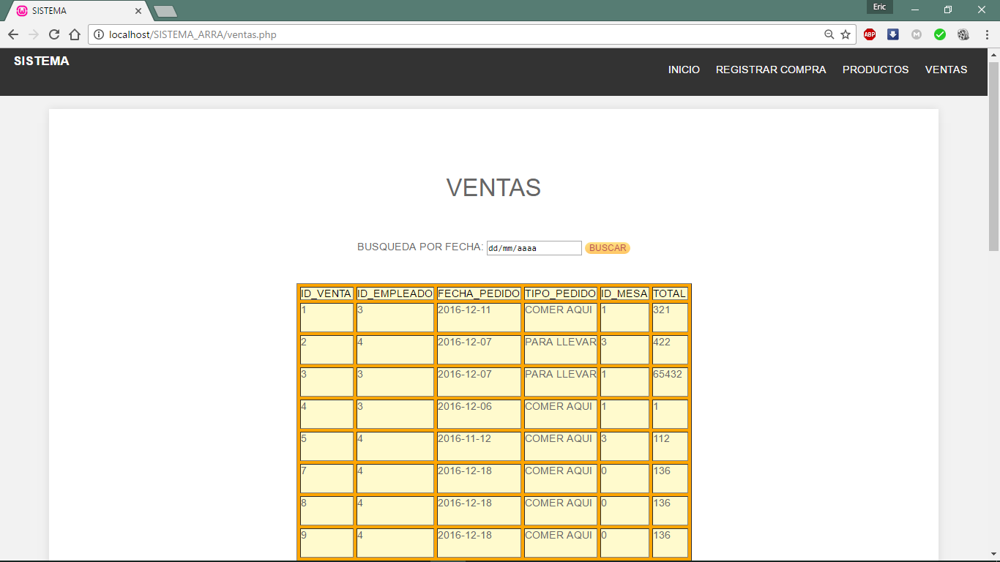 Eric
SISTEMA
localhost/SISTEMA_ARRA/ventas.php
ABP
M
SISTEMA
INICIO REGISTRAR COMPRA PRODUCTOS VENTAS
VENTAS
BUSQUEDA POR FECHA: dd/mm/aaaa BUSCAR
ID_VENTA ID_EMPLEADO FECHA_PEDIDO TIPO_PEDIDO ID_MESA TOTAL
1 3 2016-12-11 COMER AQUI 1 321
2 4 2016-12-07 PARA LLEVAR 3 422
3 3 2016-12-07 PARA LLEVAR 1 65432
4 3 2016-12-06 COMER AQUI 1 1
5 4 2016-11-12 COMER AQUI 3 112
7 4 2016-12-18 COMER AQUI 0 136
8 4 2016-12-18 COMER AQUI 0 136
9 4 2016-12-18 COMER AQUI 0 136